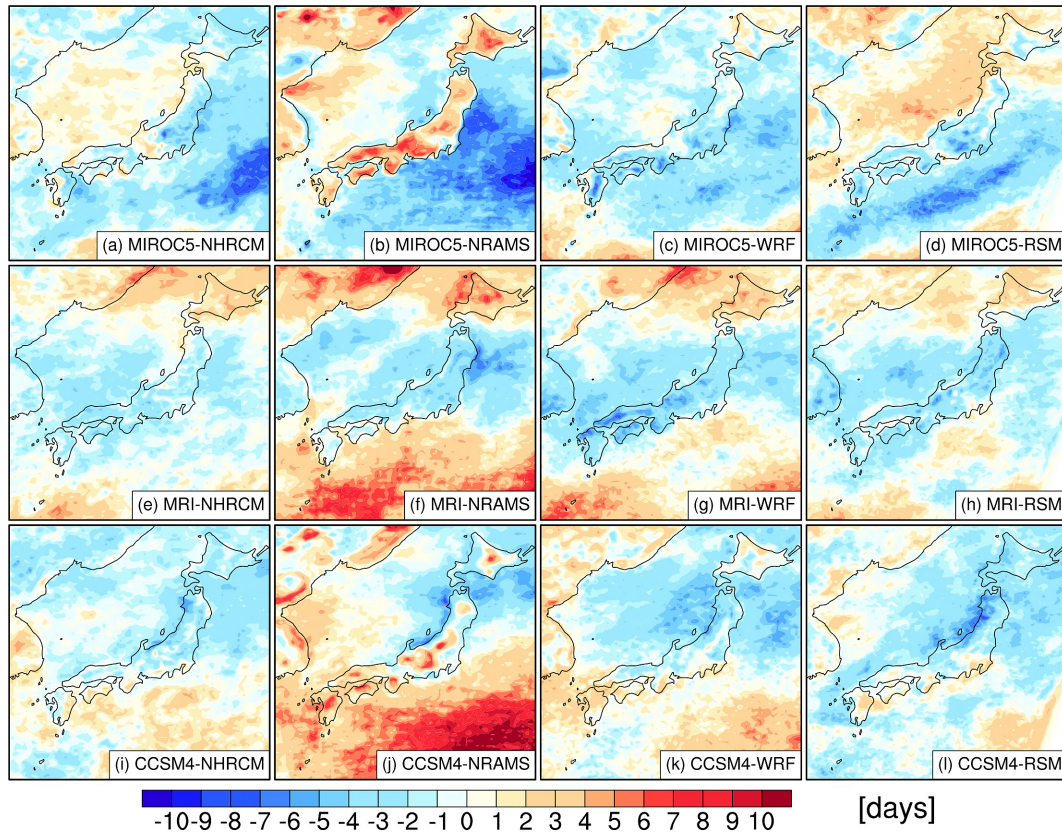 (a) MIROC5-NHRCM
(b) MIROC5-NRAMS
(c) MIROC5-WRF
(d) MIROC5-RSM
(e) MRI-NHRCM
(f) MRI-NRAMS
(g) MRI-WRF
(h) MRI-RSM
(i) CCSM4-NHRCM
(j) CCSM4-NRAMS
(k) CCSM4-WRF
(l) CCSM4-RSM
-10 -9 -8 -7 -6 -5 -4 -3 -2 -1 0 1 2 3 4 5 6 7 8 9 10 [days]